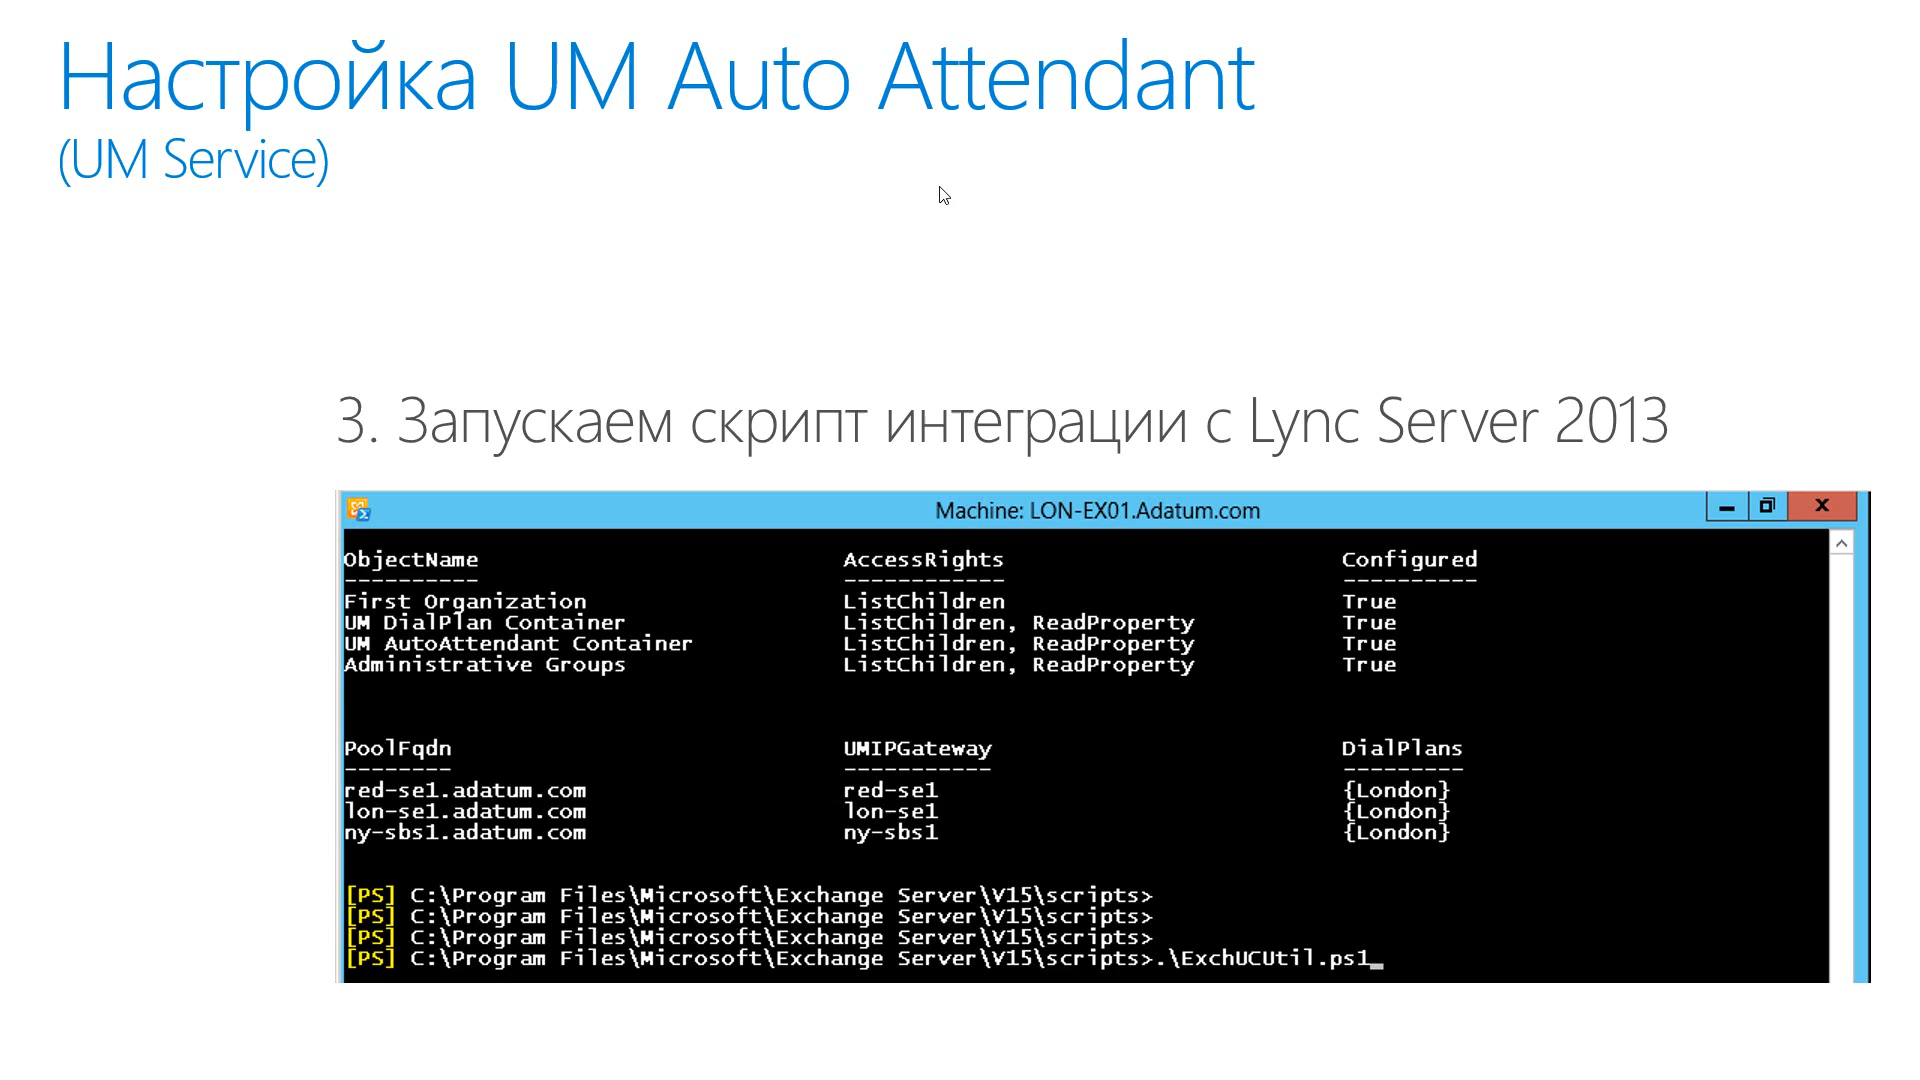 Настройка UM Auto Attendant
(UM Service)
3. Запускаем скрипт интеграции с Lync Server 2013
Machine: LON-EX01.Adatum.com
ObjectName AccessRights Configured
---------- ------------ ----------
First Organization ListChildren True
UM DialPlan Container ListChildren, ReadProperty True
UM AutoAttendant Container ListChildren, ReadProperty True
Administrative Groups ListChildren, ReadProperty True
PoolFqdn UMIPGateway DialPlans
-------- ----------- ---------
red-se1.adatum.com red-se1 {London}
lon-se1.adatum.com lon-se1 {London}
ny-sbs1.adatum.com ny-sbs1 {London}
[PS] C:\Program Files\Microsoft\Exchange Server\V15\scripts>
[PS] C:\Program Files\Microsoft\Exchange Server\V15\scripts>
[PS] C:\Program Files\Microsoft\Exchange Server\V15\scripts>
[PS] C:\Program Files\Microsoft\Exchange Server\V15\scripts>.\ExchUCUtil.ps1